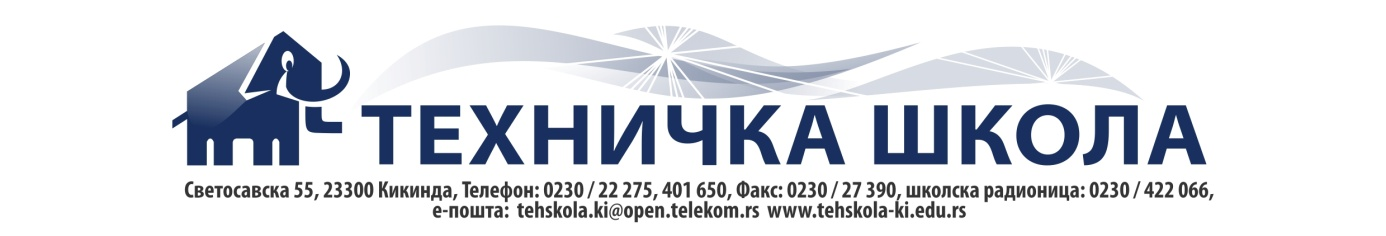 ТЕХНИЧКА ШКОЛА
Светосавска 55, 23300 Кикинда, Телефон: 0230 / 22 275, 401 650, Факс: 0230 / 27 390, школска радионица: 0230 / 422 066,
е-пошта: tehskola.ki@open.telekom.rs www.tehskola-ki.edu.rs